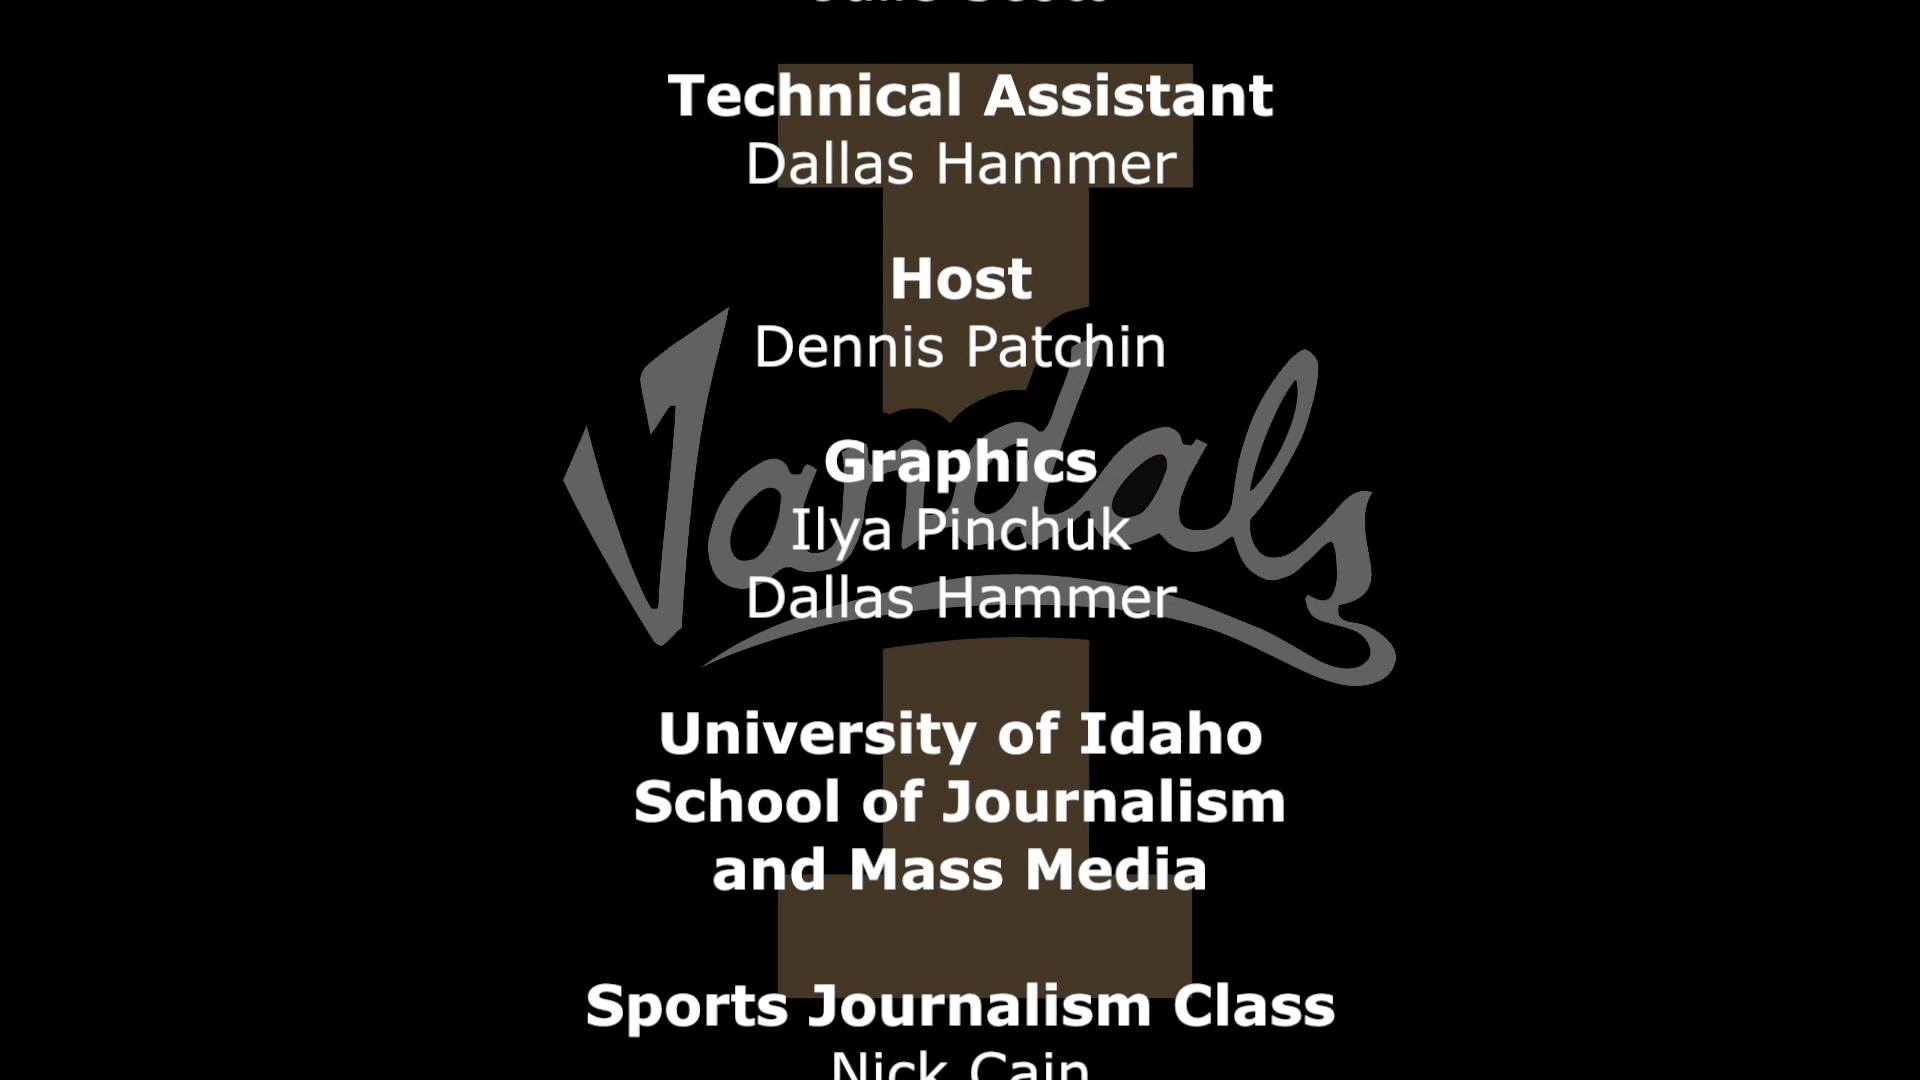 Technical Assistant
Dallas Hammer
Host
Dennis Patchin
Vandals
Graphics
Ilya Pinchuk
Dallas Hammer
University of Idaho
School of Journalism
and Mass Media
Sports Journalism Class
Nick Cain